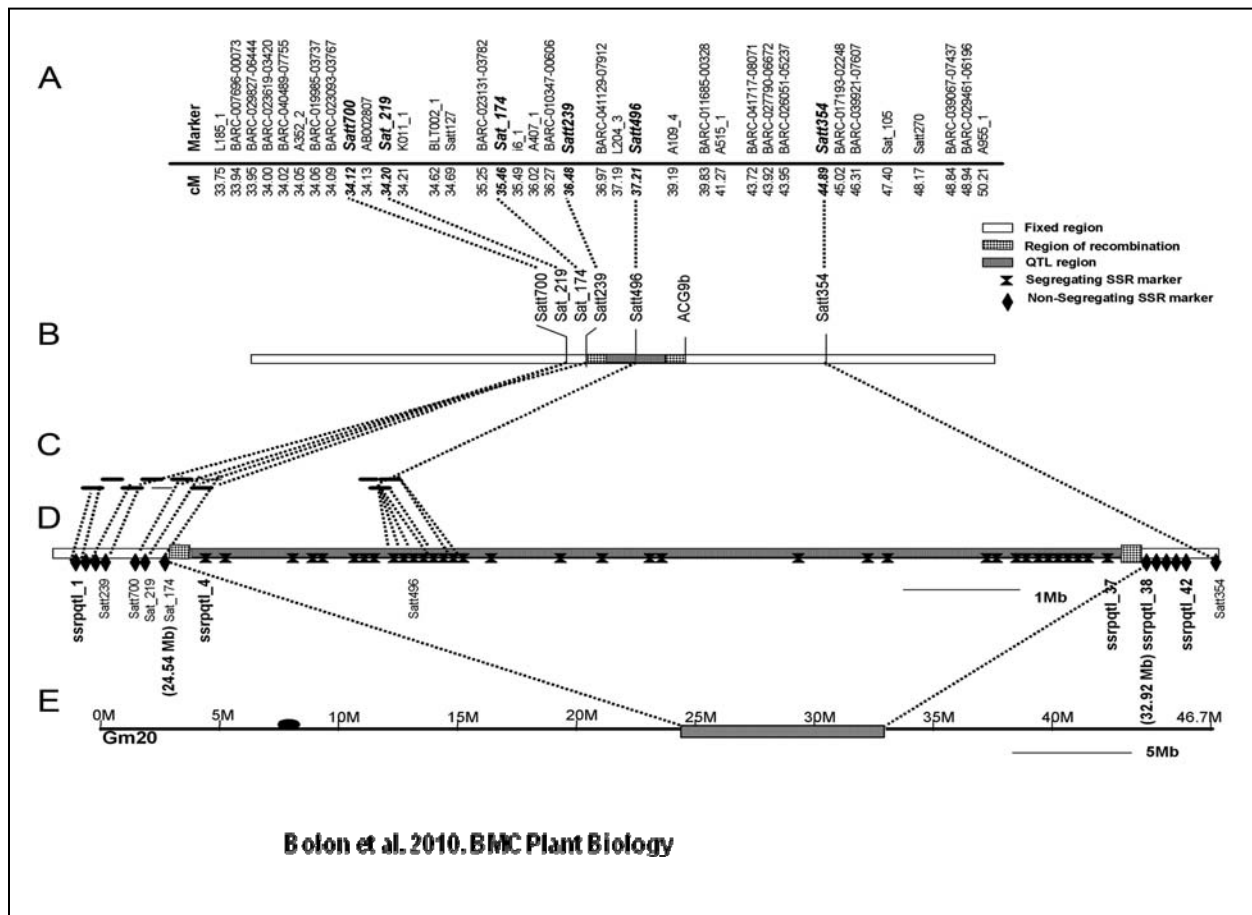 A
Marker
L185_1
BARC-007696-00073
BARC-029827-06444
BARC-023619-03420
BARC-040489-07755
A352_2
BARC-019985-03737
BARC-023093-03767
Satt700
AB002807
Sat_219
K011_1
BLT002_1
Satt127
BARC-023131-03782
Sat_174
i6_1
A407_1
BARC-010347-00606
Satt239
BARC-041129-07912
L204_3
Satt496
A109_4
BARC-011685-00328
A515_1
BARC-041717-08071
BARC-027790-06672
BARC-026051-05237
Satt354
BARC-017193-02248
BARC-039921-07607
Sat_105
Satt270
BARC-039067-07437
BARC-029461-06196
A955_1
cM
33.75
33.94
33.95
34.00
34.02
34.05
34.06
34.09
34.12
34.13
34.20
34.21
34.62
34.69
35.25
35.46
35.49
36.02
36.27
36.48
36.97
37.19
37.21
39.19
39.83
41.27
43.72
43.92
43.95
44.89
45.02
46.31
47.40
48.17
48.84
48.94
50.21
Fixed region
Region of recombination
QTL region
Segregating SSR marker
Non-Segregating SSR marker
B
Satt700
Sat_219
Sat_174
Satt239
Satt496
ACG9b
Satt354
C
D
ssrpqtl_1
Satt239
Satt700
Sat_219
(24.54 Mb) Sat_174
ssrpqtl_4
Satt496
1Mb
ssrpqtl_37
(32.92 Mb) ssrpqtl_38
ssrpqtl_42
Satt354
E
0M 5M 10M 15M 20M 25M 30M 35M 40M 46.7M
Gm20
5Mb
Bolon et al. 2010. BMC Plant Biology